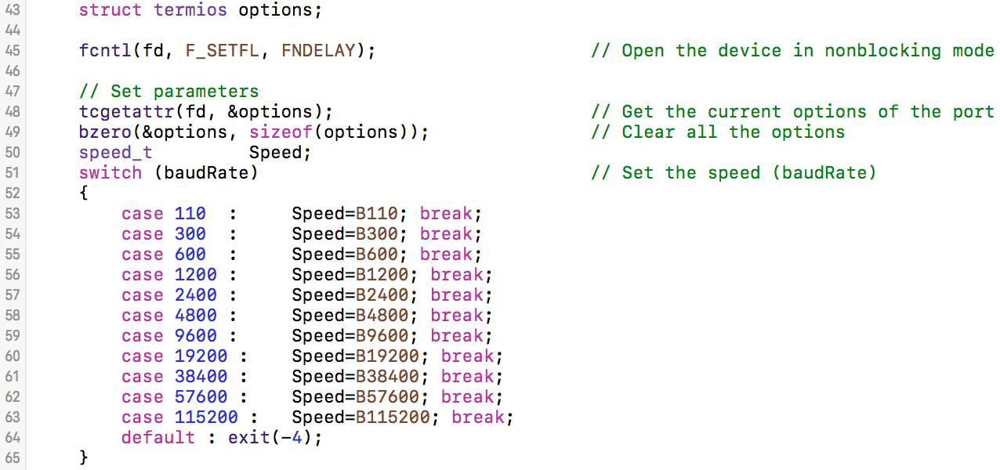 43 struct termios options;
44
45 fcntl(fd, F_SETFL, FNDELAY); // Open the device in nonblocking mode
46
47 // Set parameters
48 tcgetattr(fd, &options); // Get the current options of the port
49 bzero(&options, sizeof(options)); // Clear all the options
50 speed_t Speed;
51 switch (baudRate) // Set the speed (baudRate)
52 {
53 case 110 : Speed=B110; break;
54 case 300 : Speed=B300; break;
55 case 600 : Speed=B600; break;
56 case 1200 : Speed=B1200; break;
57 case 2400 : Speed=B2400; break;
58 case 4800 : Speed=B4800; break;
59 case 9600 : Speed=B9600; break;
60 case 19200 : Speed=B19200; break;
61 case 38400 : Speed=B38400; break;
62 case 57600 : Speed=B57600; break;
63 case 115200 : Speed=B115200; break;
64 default : exit(-4);
65 }